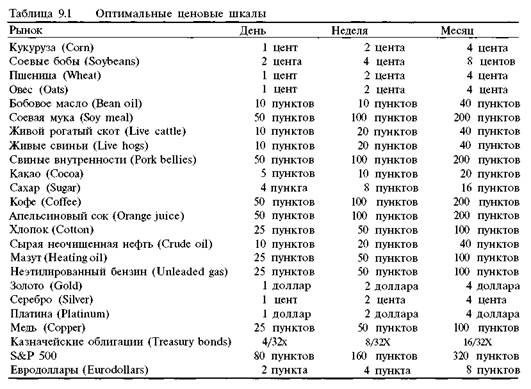 Таблица 9.1 Оптимальные ценовые шкалы
Рынок День Неделя Месяц
Кукуруза (Corn) 1 цент 2 цента 4 цента
Соевые бобы (Soybeans) 2 цента 4 цента 8 центов
Пшеница (Wheat) 1 цент 2 цента 4 цента
Овес (Oats) 1 цент 2 цента 4 цента
Бобовое масло (Bean oil) 10 пунктов 10 пунктов 40 пунктов
Соевая мука (Soy meal) 50 пунктов 100 пунктов 200 пунктов
Живой рогатый скот (Live cattle) 10 пунктов 20 пунктов 40 пунктов
Живые свиньи (Live hogs) 10 пунктов 20 пунктов 40 пунктов
Свиные внутренности (Pork bellies) 50 пунктов 100 пунктов 200 пунктов
Какао (Cocoa) 5 пунктов 10 пунктов 20 пунктов
Сахар (Sugar) 4 пункта 8 пунктов 16 пунктов
Кофе (Coffee) 50 пунктов 100 пунктов 200 пунктов
Апельсиновый сок (Orange juice) 50 пунктов 100 пунктов 200 пунктов
Хлопок (Cotton) 25 пунктов 50 пунктов 100 пунктов
Сырая неочищенная нефть (Crude oil) 10 пунктов 20 пунктов 40 пунктов
Мазут (Heating oil) 25 пунктов 50 пунктов 100 пунктов
Неэтилированный бензин (Unleaded gas) 25 пунктов 50 пунктов 100 пунктов
Золото (Gold) 1 доллар 2 доллара 4 доллара
Серебро (Silver) 1 цент 2 цента 4 цента
Платина (Platinum) 1 доллар 2 доллара 4 доллара
Медь (Copper) 25 пунктов 50 пунктов 100 пунктов
Казначейские облигации (Treasury bonds) 4/32х 8/32Х 16/32Х
S&P 500 80 пунктов 160 пунктов 320 пунктов
Евродоллары (Eurodollars) 2 пункта 4 пункта 8 пунктов